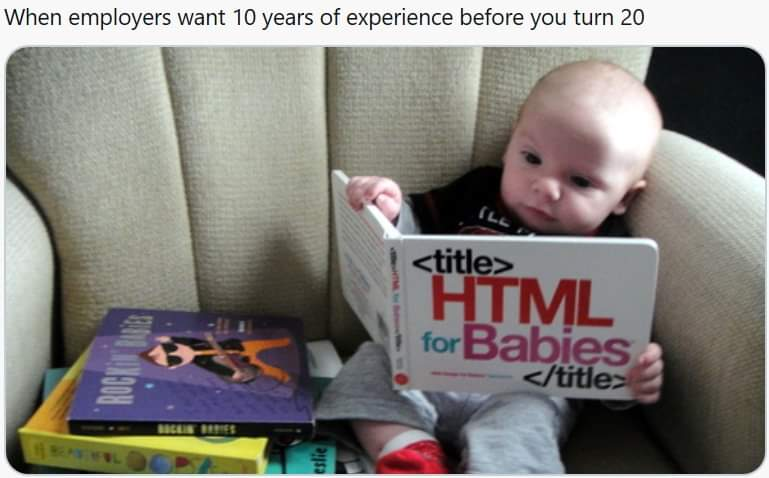 When employers want 10 years of experience before you turn 20
<title>
HTML
for Babies
</title>
ROCKIN' BABIES
ROCKIN' BABIES
eslie